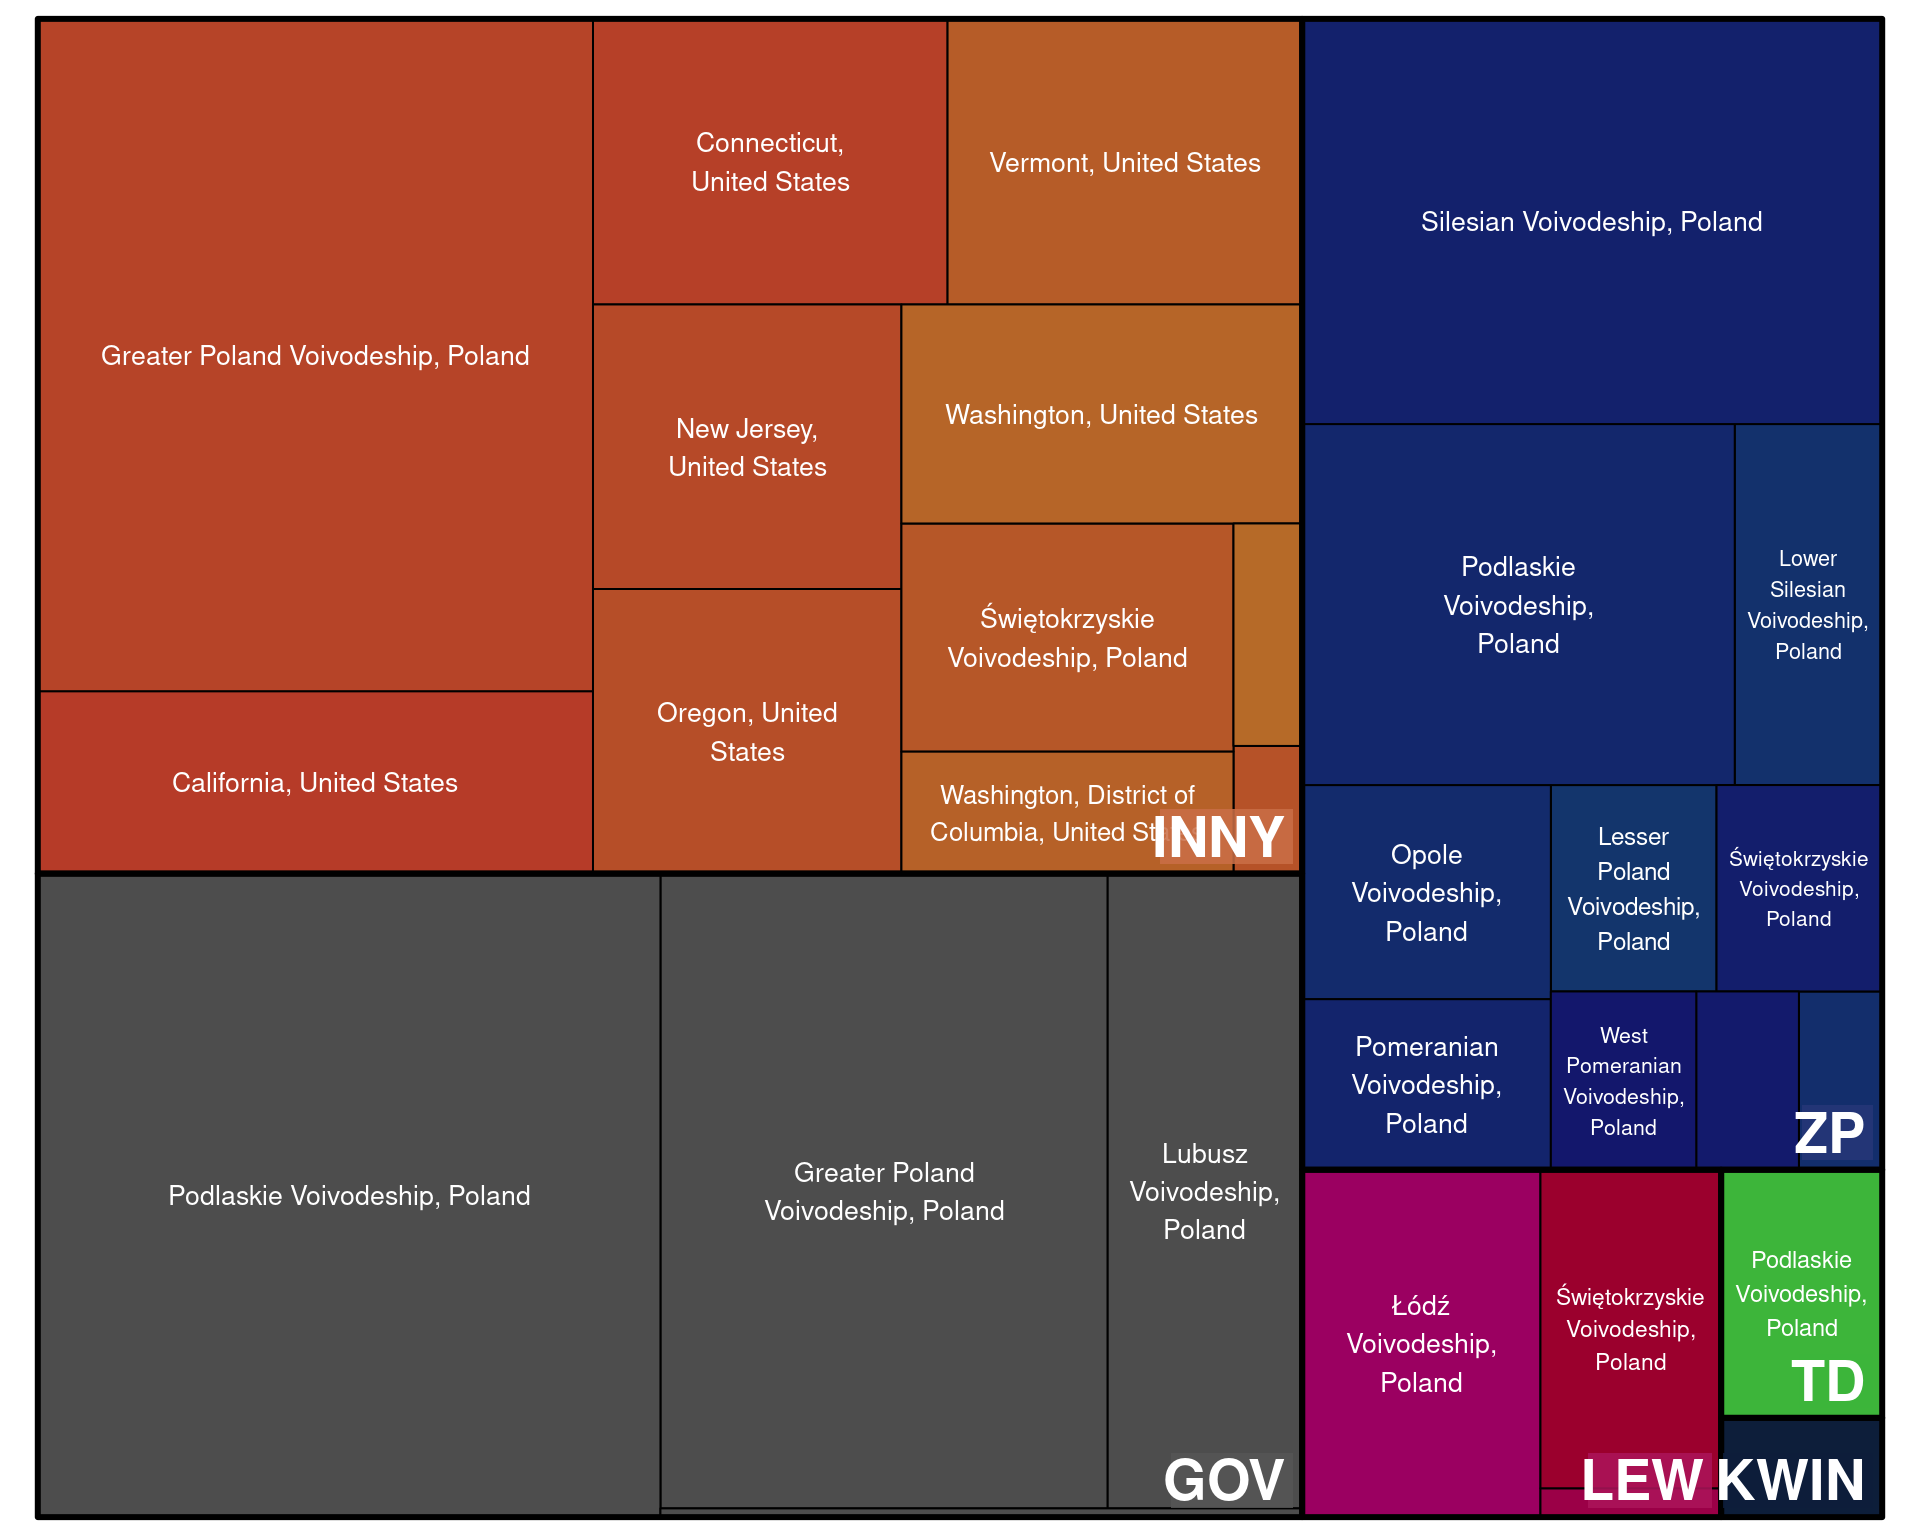 Greater Poland Voivodeship, Poland
California, United States
Connecticut,
United States
Vermont, United States
New Jersey,
United States
Washington, United States
Oregon, United
States
Świętokrzyskie
Voivodeship, Poland
Washington, District of
Columbia, United
INNY
Podlaskie Voivodeship, Poland
Greater Poland
Voivodeship, Poland
Lubusz
Voivodeship,
Poland
GOV
Silesian Voivodeship, Poland
Podlaskie
Voivodeship,
Poland
Lower
Silesian
Voivodeship,
Poland
Opole
Voivodeship,
Poland
Lesser
Poland
Voivodeship,
Poland
Świętokrzyskie
Voivodeship,
Poland
Pomeranian
Voivodeship,
Poland
West
Pomeranian
Voivodeship,
Poland
ZP
Łódź
Voivodeship,
Poland
Świętokrzyskie
Voivodeship,
Poland
LEW
Podlaskie
Voivodeship,
Poland
TD
KWIN